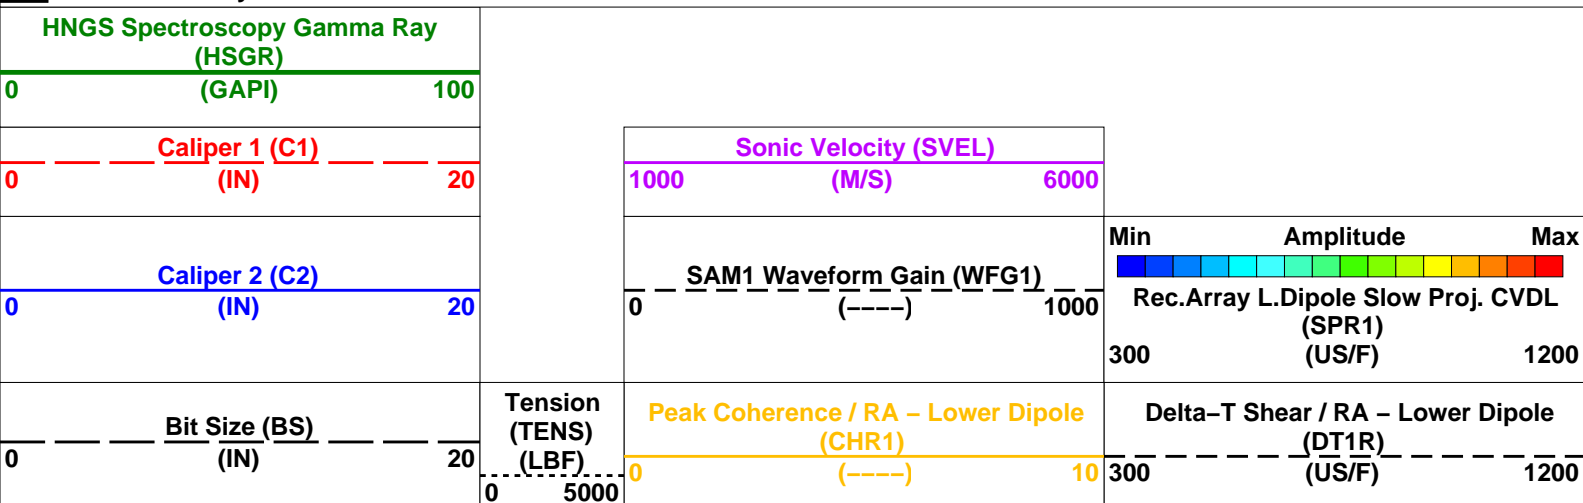 HNGS Spectroscopy Gamma Ray
(HSGR)
0 (GAPI) 100
Caliper 1 (C1)
0 (IN) 20
Sonic Velocity (SVEL)
1000 (M/S) 6000
Caliper 2 (C2)
0 (IN) 20
SAM1 Waveform Gain (WFG1)
0 (----) 1000
Min Amplitude Max
Rec.Array L.Dipole Slow Proj. CVDL
(SPR1)
300 (US/F) 1200
Bit Size (BS)
0 (IN) 20
Tension
(TENS)
(LBF)
0 5000
Peak Coherence / RA – Lower Dipole
(CHR1)
0 (----) 10
Delta–T Shear / RA – Lower Dipole
(DT1R)
300 (US/F) 1200